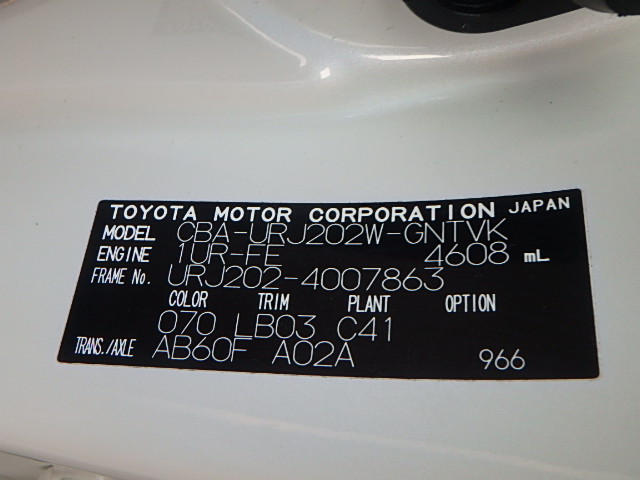 TOYOTA MOTOR CORPORATION JAPAN
MODEL CBA-URJ202W-GNTVK
ENGINE 1UR-FE 4608 mL
FRAME No. URJ202-4007863
COLOR TRIM PLANT OPTION
070 LB03 C41
TRANS./AXLE AB60F A02A 966